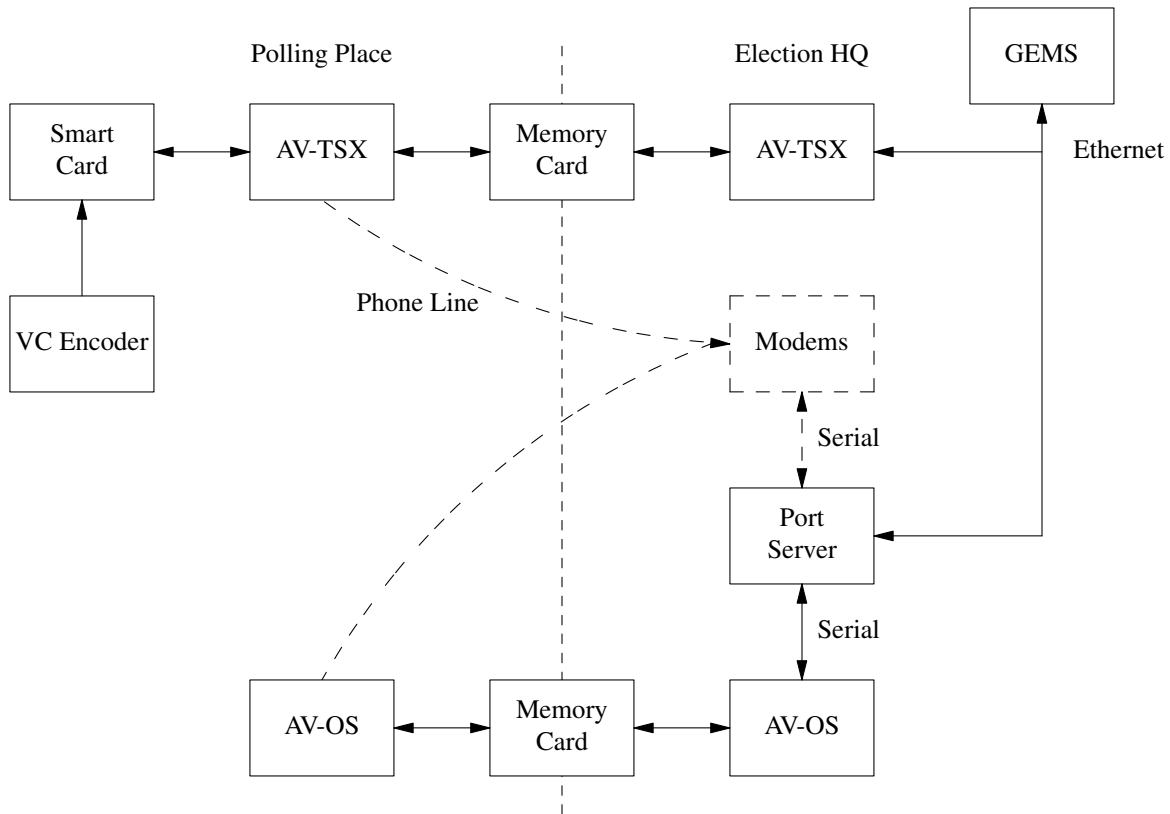 Polling Place
Election HQ
GEMS
Smart
Card
AV-TSX
Memory
Card
AV-TSX
Ethernet
VC Encoder
Phone Line
Modems
Serial
Port
Server
Serial
AV-OS
Memory
Card
AV-OS